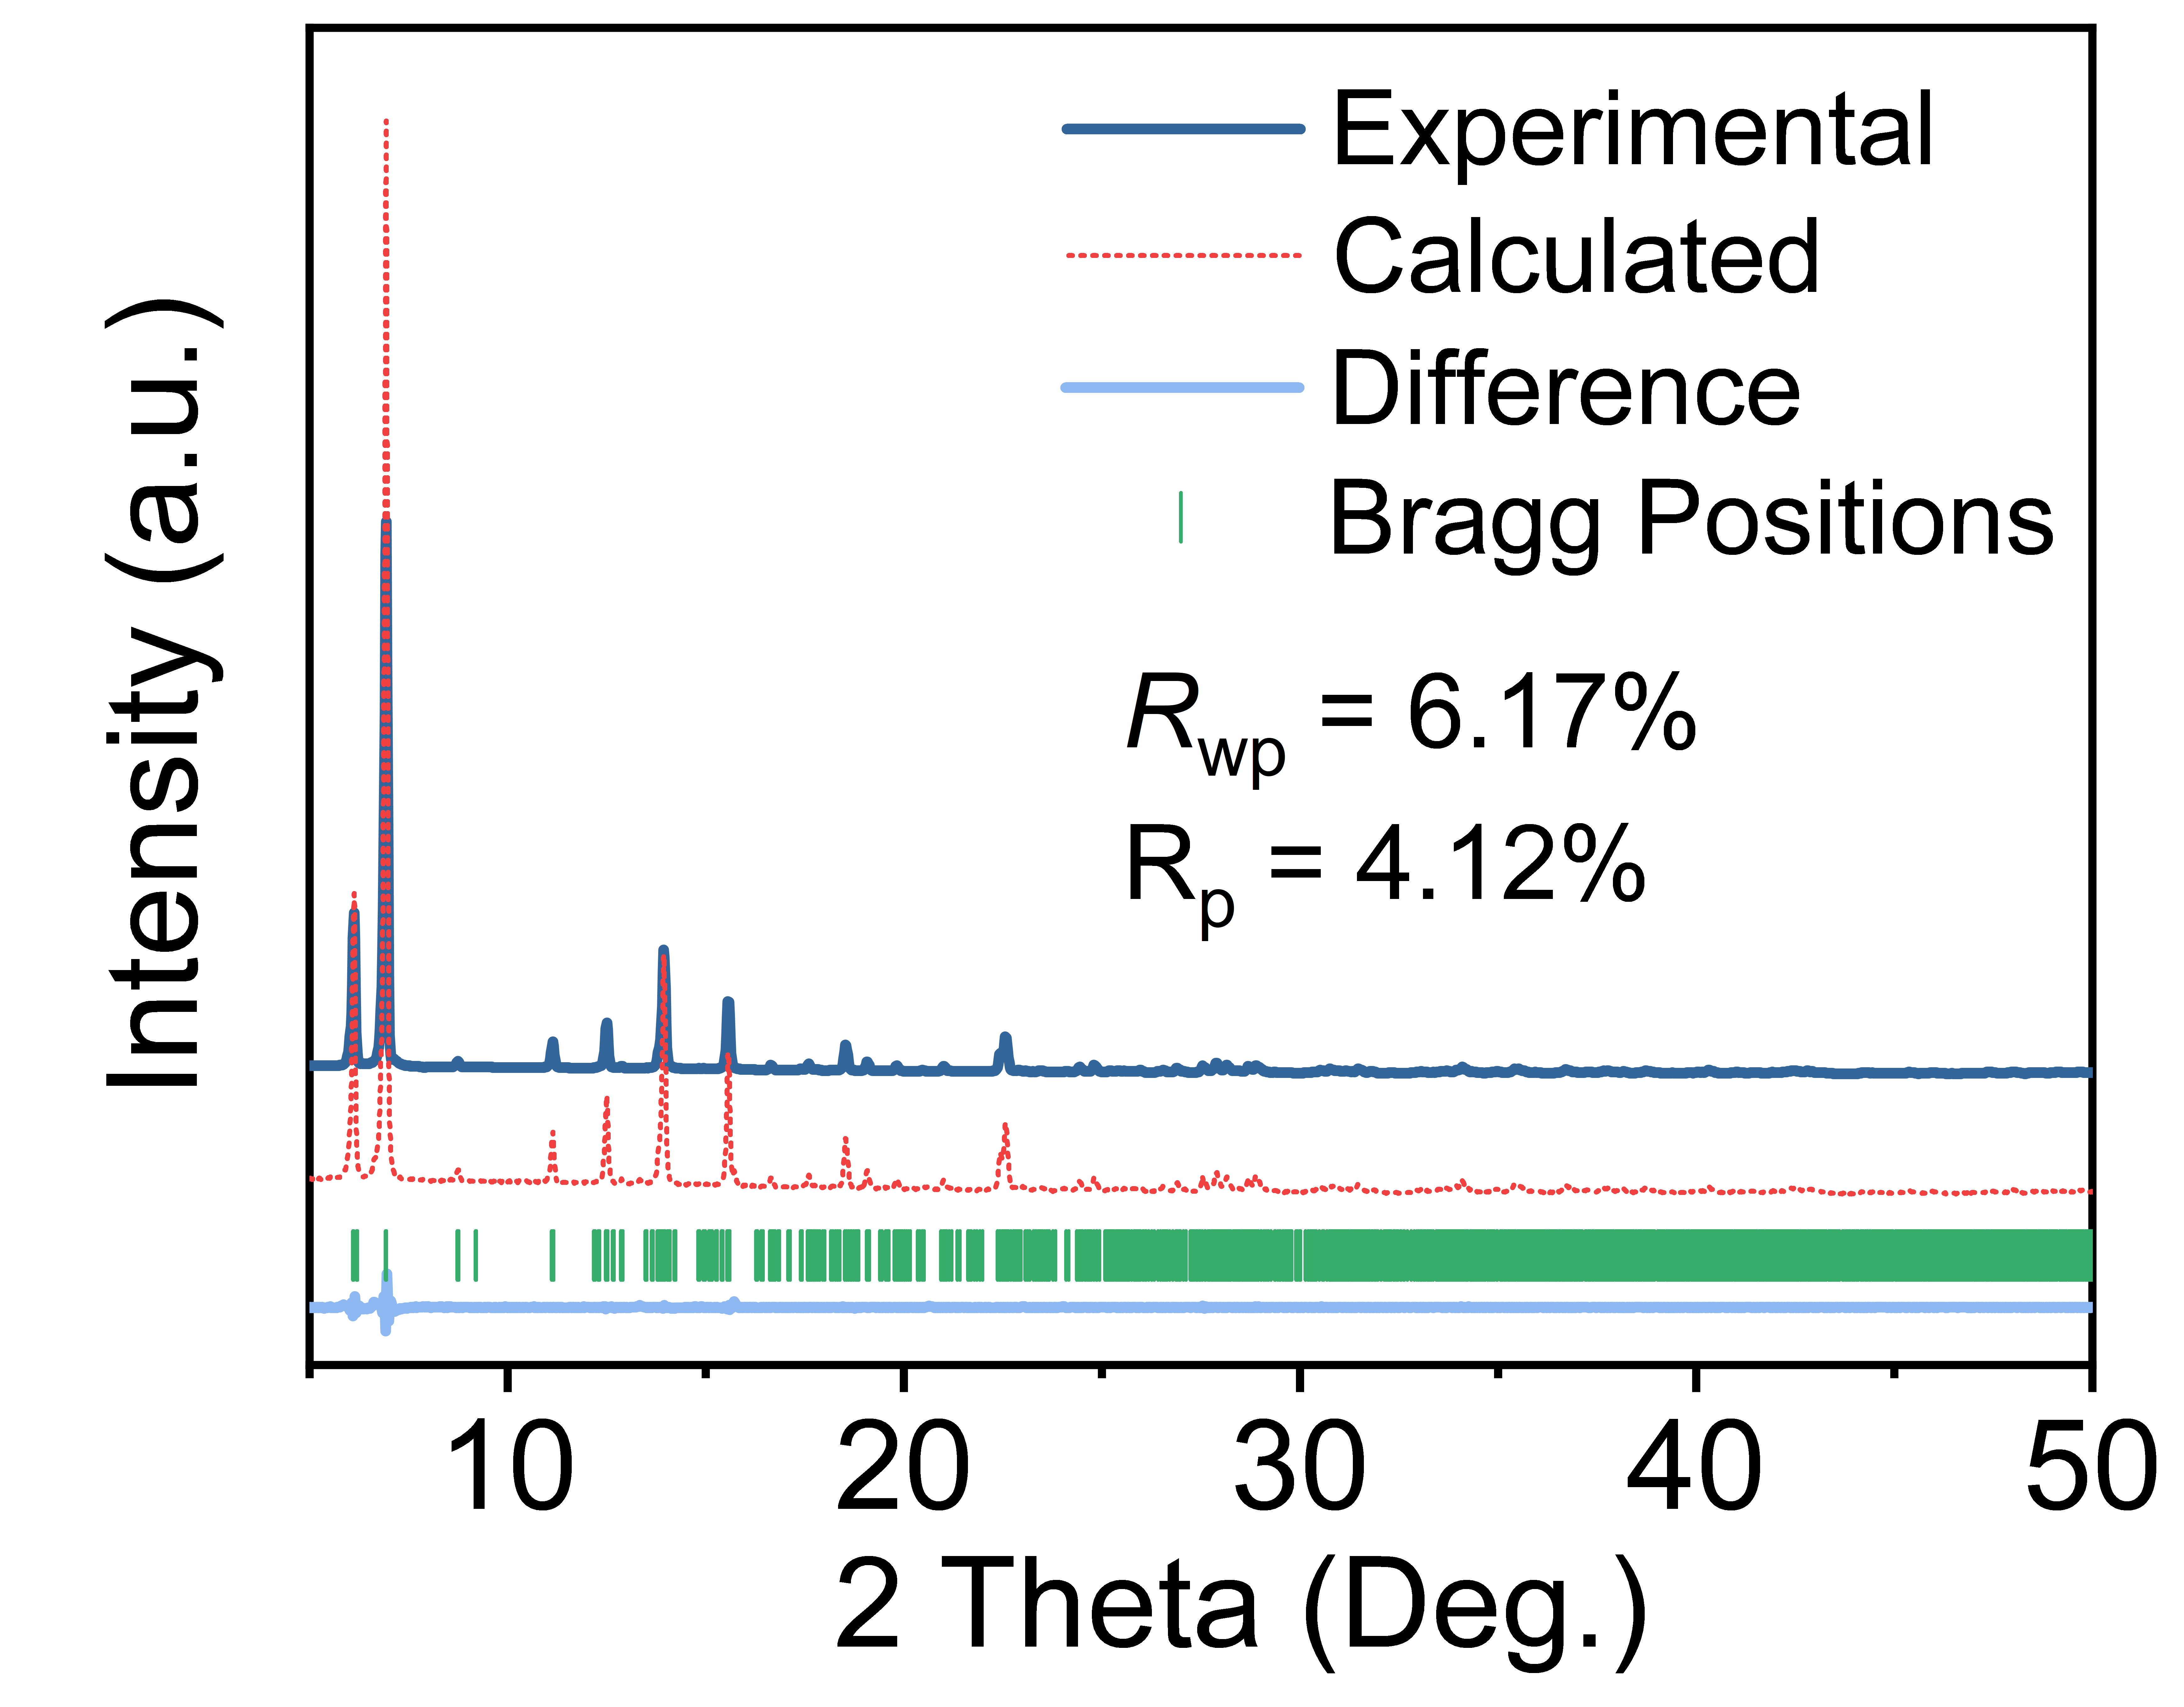 Intensity (a.u.)
Experimental
Calculated
Difference
Bragg Positions
Rwp = 6.17%
Rp = 4.12%
10 20 30 40 50
2 Theta (Deg.)